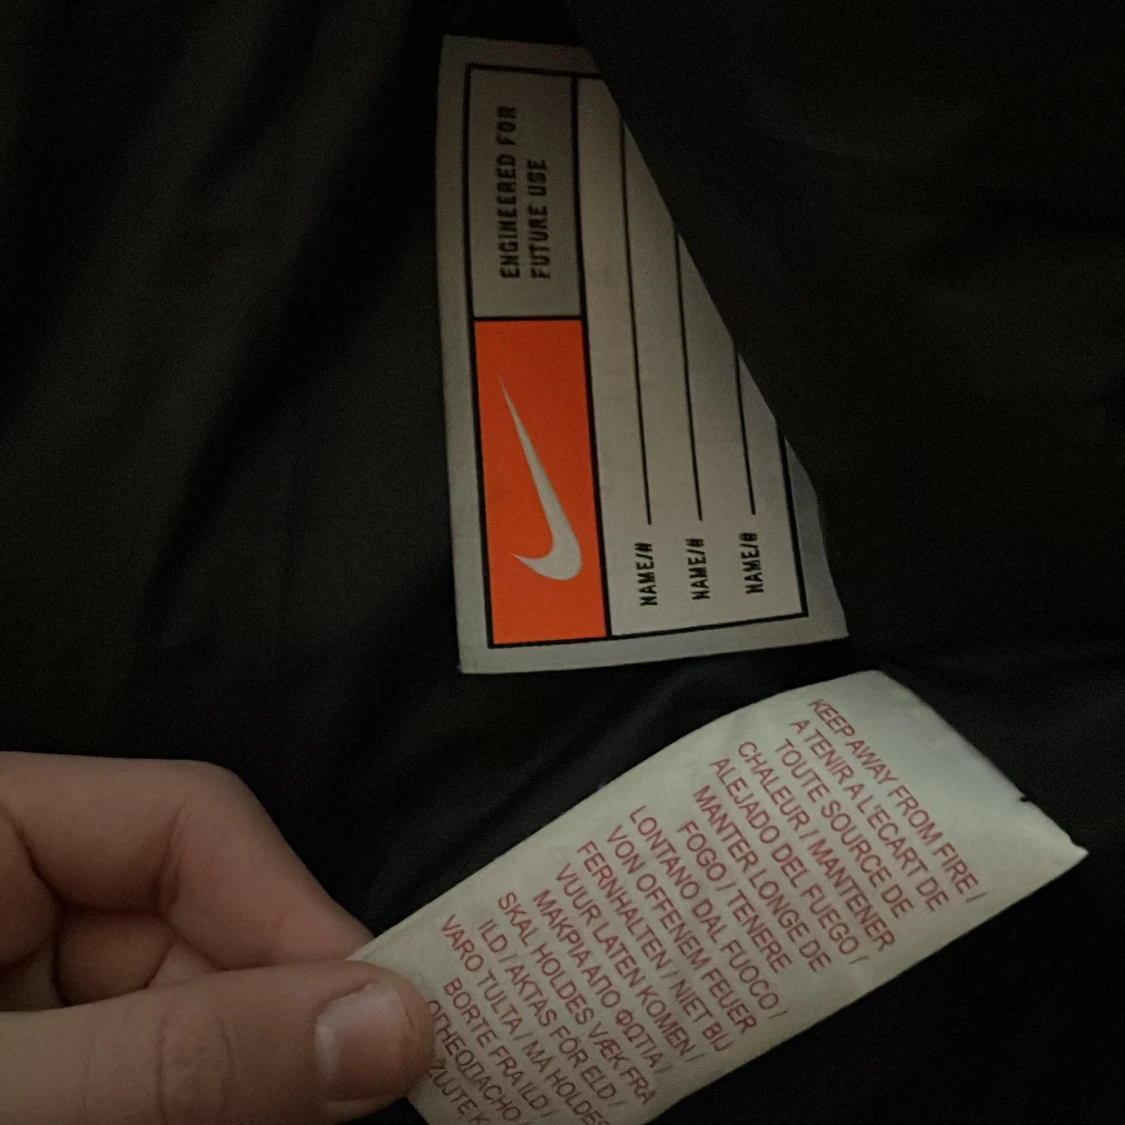 ENGINEERED FOR
FUTURE USE
NAME/#
NAME/#
NAME/#
KEEP AWAY FROM FIRE /
A TENIR A L'ECART DE
TOUTE SOURCE DE
CHALEUR / MANTENER
ALEJADO DEL FUEGO /
MANTER LONGE DE
FOGO / TENERE
LONTANO DAL FUOCO /
VON OFFENEM FEUER
FERNHALTEN / NIET BIJ
VUUR LATEN KOMEN /
ΜΑΚΡΙΑ ΑΠΟ ΦΩΤΙΑ /
SKAL HOLDES VÆK FRA
ILD / AKTAS FÖR ELD /
VARO TULTA / MA HOLDES
BORTE FRA ILD /
ОГНЕОПАСНО /